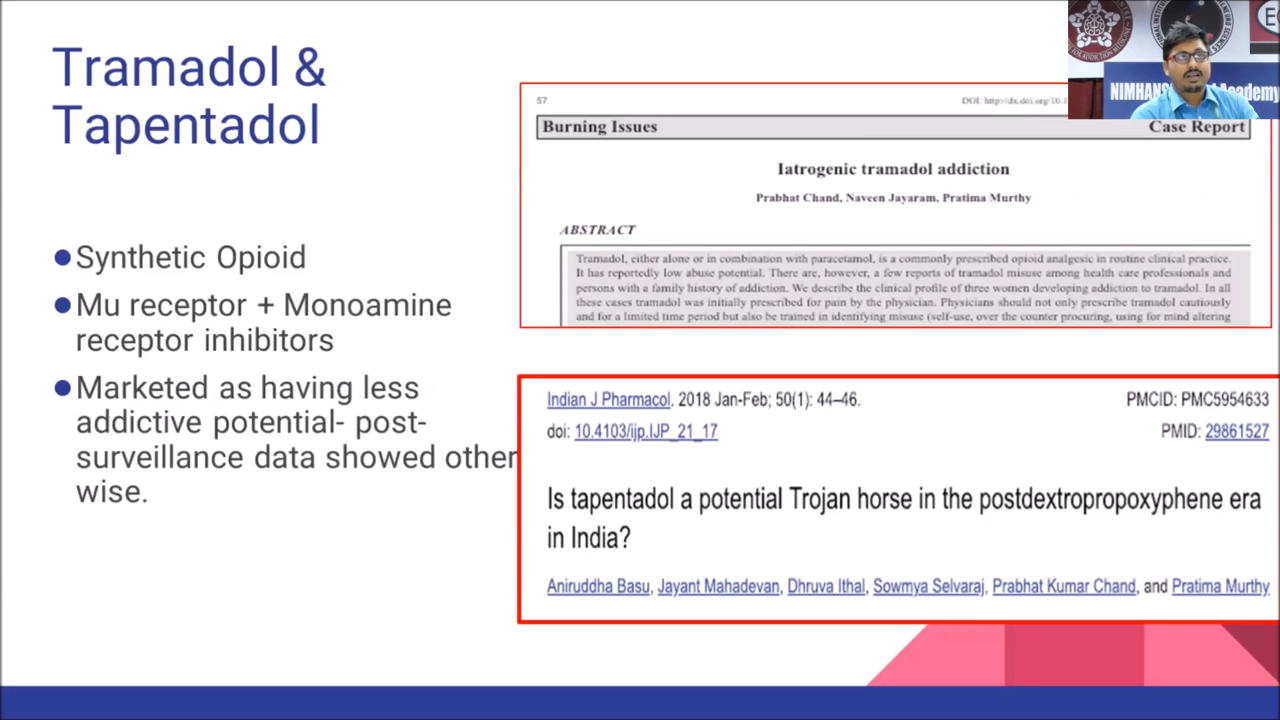 Tramadol &
Tapentadol
Synthetic Opioid
Mu receptor + Monoamine
receptor inhibitors
Marketed as having less
addictive potential- post-
surveillance data showed other
wise.
57
DOI: http://dx.doi.org/10.1
Burning Issues Case Report
Iatrogenic tramadol addiction
Prabhat Chand, Naveen Jayaram, Pratima Murthy
ABSTRACT
Tramadol, either alone or in combination with paracetamol, is a commonly prescribed opioid analgesic in routine clinical practice.
It has reportedly low abuse potential. There are, however, a few reports of tramadol misuse among health care professionals and
persons with a family history of addiction. We describe the clinical profile of three women developing addiction to tramadol. In all
these cases tramadol was initially prescribed for pain by the physician. Physicians should not only prescribe tramadol cautiously
and for a limited time period but also be trained in identifying misuse (self-use, over the counter procuring, using for mind altering
Indian J Pharmacol. 2018 Jan-Feb; 50(1): 44–46. PMCID: PMC5954633
doi: 10.4103/ijp.IJP_21_17 PMID: 29861527
Is tapentadol a potential Trojan horse in the postdextropropoxyphene era
in India?
Aniruddha Basu, Jayant Mahadevan, Dhruva Ithal, Sowmya Selvaraj, Prabhat Kumar Chand, and Pratima Murthy
NIMHANS Academy